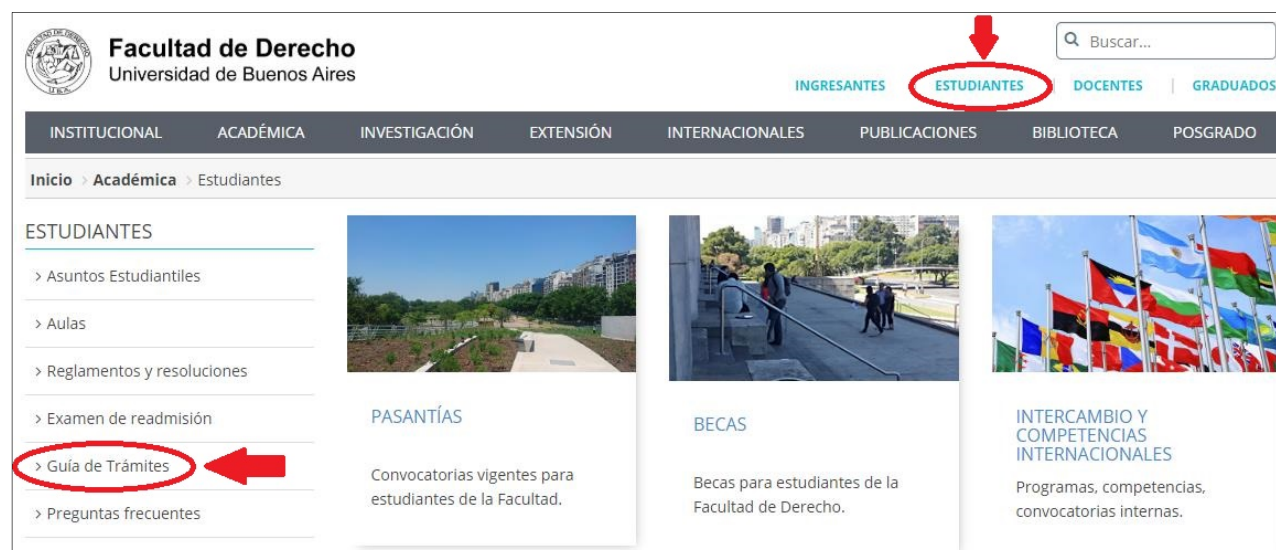 Facultad de Derecho
Universidad de Buenos Aires
Buscar...
INGRESANTES ESTUDIANTES | DOCENTES | GRADUADOS
INSTITUCIONAL ACADÉMICA INVESTIGACIÓN EXTENSIÓN INTERNACIONALES PUBLICACIONES BIBLIOTECA POSGRADO
Inicio > Académica > Estudiantes
ESTUDIANTES
> Asuntos Estudiantiles
> Aulas
> Reglamentos y resoluciones
> Examen de readmisión
> Guía de Trámites
> Preguntas frecuentes
PASANTÍAS
Convocatorias vigentes para
estudiantes de la Facultad.
BECAS
Becas para estudiantes de la
Facultad de Derecho.
INTERCAMBIO Y
COMPETENCIAS
INTERNACIONALES
Programas, competencias,
convocatorias internas.